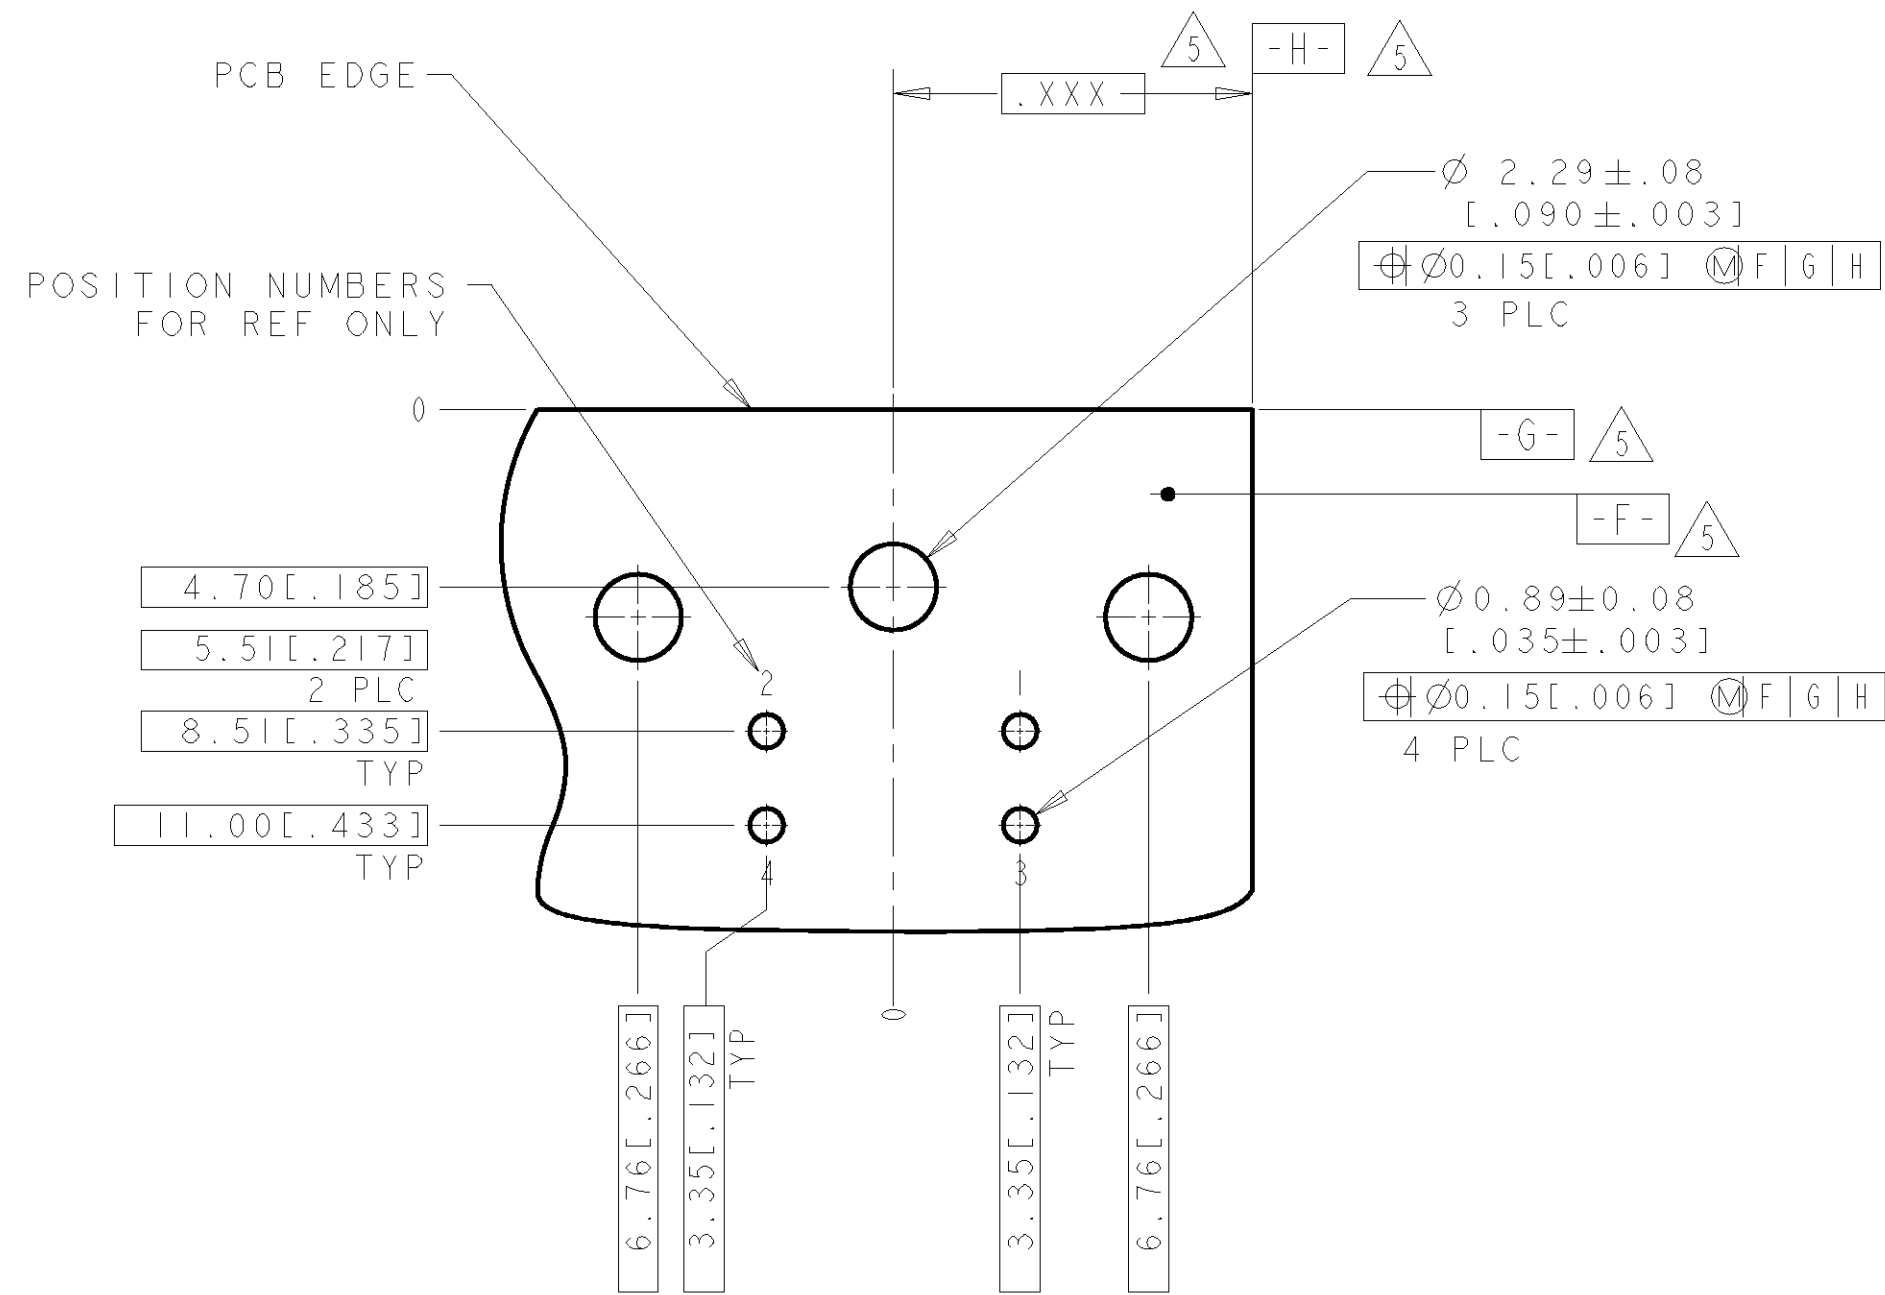 5
-H-
5
PCB EDGE
.XXX
Ø 2.29±.08
[.090±.003]
⌖ Ø0.15[.006] Ⓜ F G H
3 PLC
POSITION NUMBERS
FOR REF ONLY
0
-G-
5
-F-
5
4.70[.185]
5.51[.217]
2 PLC
8.51[.335]
TYP
11.00[.433]
TYP
Ø0.89±0.08
[.035±.003]
⌖ Ø0.15[.006] Ⓜ F G H
4 PLC
2
4
3
0
6.76[.266]
3.35[.132]
TYP
3.35[.132]
TYP
6.76[.266]